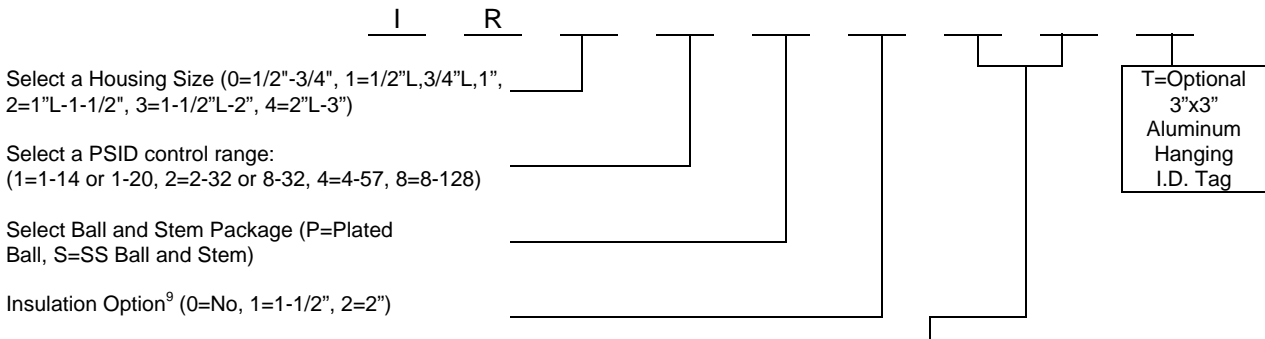 I R
Select a Housing Size (0=1/2"-3/4", 1=1/2”L,3/4”L,1”,
2=1”L-1-1/2", 3=1-1/2”L-2”, 4=2”L-3”)
Select a PSID control range:
(1=1-14 or 1-20, 2=2-32 or 8-32, 4=4-57, 8=8-128)
Select Ball and Stem Package (P=Plated
Ball, S=SS Ball and Stem)
Insulation Option⁹ (0=No, 1=1-1/2”, 2=2”)
T=Optional
3”x3”
Aluminum
Hanging
I.D. Tag